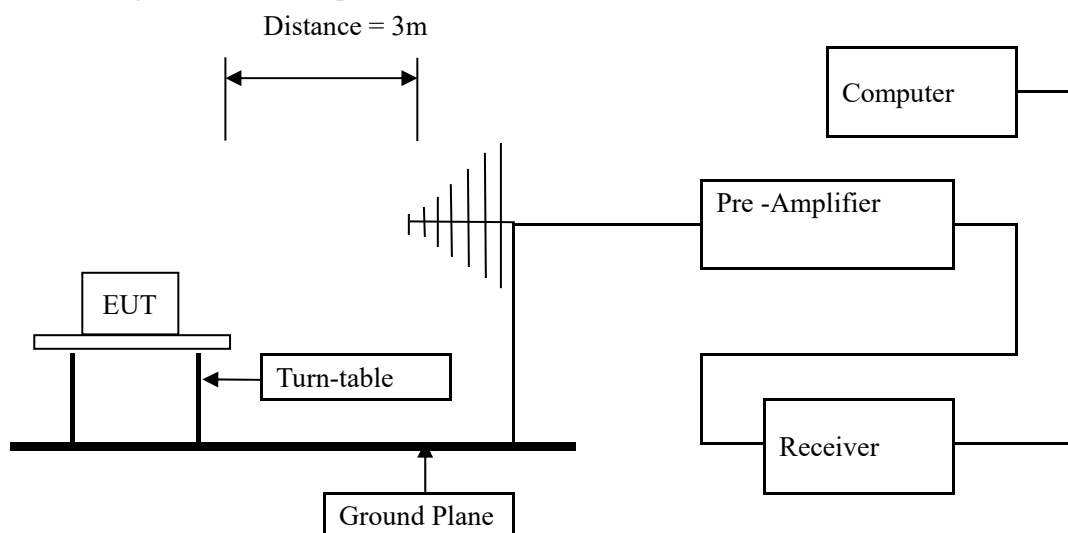 Distance = 3m
Computer
Pre -Amplifier
EUT
Turn-table
Receiver
Ground Plane